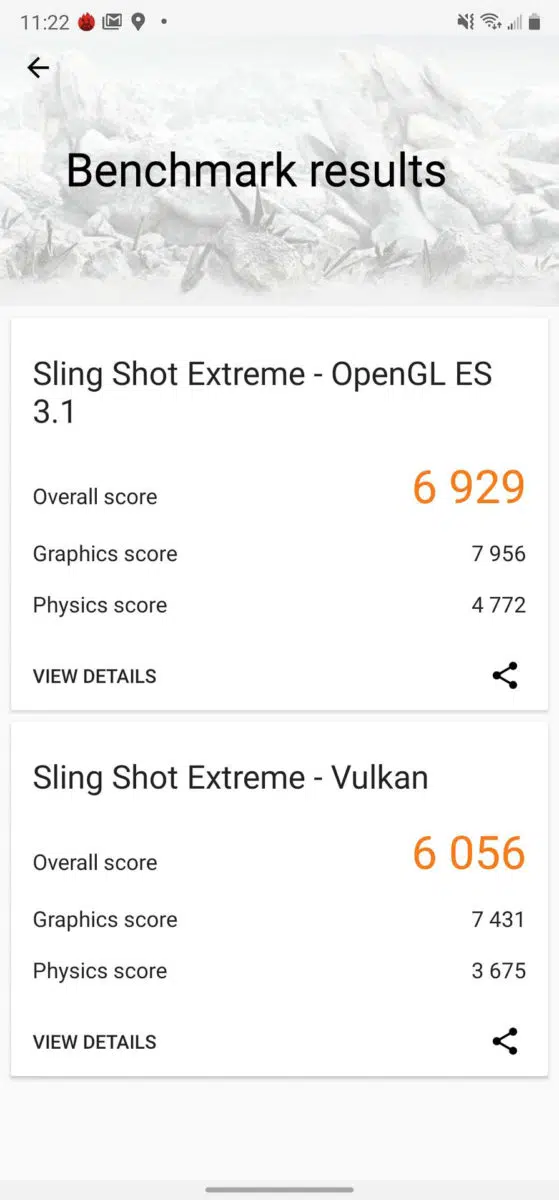 11:22
Benchmark results
Sling Shot Extreme - OpenGL ES
3.1
Overall score 6 929
Graphics score 7 956
Physics score 4 772
VIEW DETAILS
Sling Shot Extreme - Vulkan
Overall score 6 056
Graphics score 7 431
Physics score 3 675
VIEW DETAILS